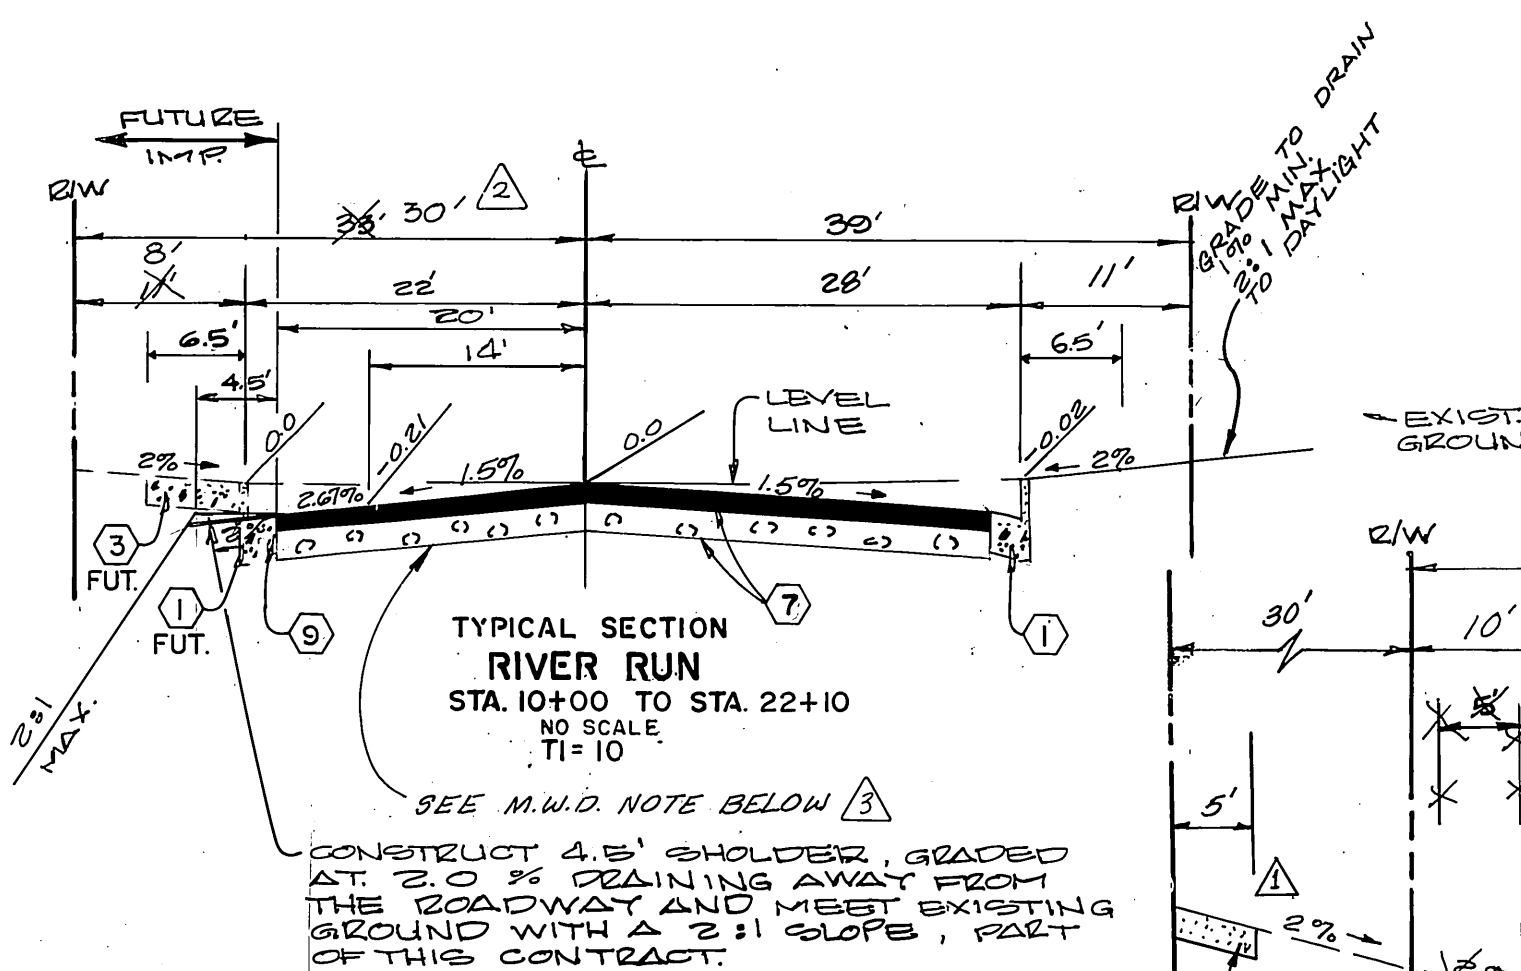 FUTURE
IMP.
R/W
℄
R/W
33' 30' 2
39'
GRADE TO DRAIN
1% MIN.
2:1 MAX.
TO DAYLIGHT
8'
11'
22'
28'
11'
20'
6.5'
14'
6.5'
4.5'
LEVEL
LINE
0.0
-0.21
0.0
-0.02
EXIST.
GROUN
2%
1.5%
1.5%
2%
2.67%
2'
3
FUT.
1
FUT.
9
7
1
R/W
30'
10'
TYPICAL SECTION
RIVER RUN
STA. 10+00 TO STA. 22+10
NO SCALE
TI = 10
2:1
MAX.
5'
5'
SEE M.W.D. NOTE BELOW 3
CONSTRUCT 4.5' SHOLDER, GRADED
AT. 2.0 % DRAINING AWAY FROM
THE ROADWAY AND MEET EXISTING
GROUND WITH A 2:1 SLOPE, PART
OF THIS CONTRACT.
1
2%